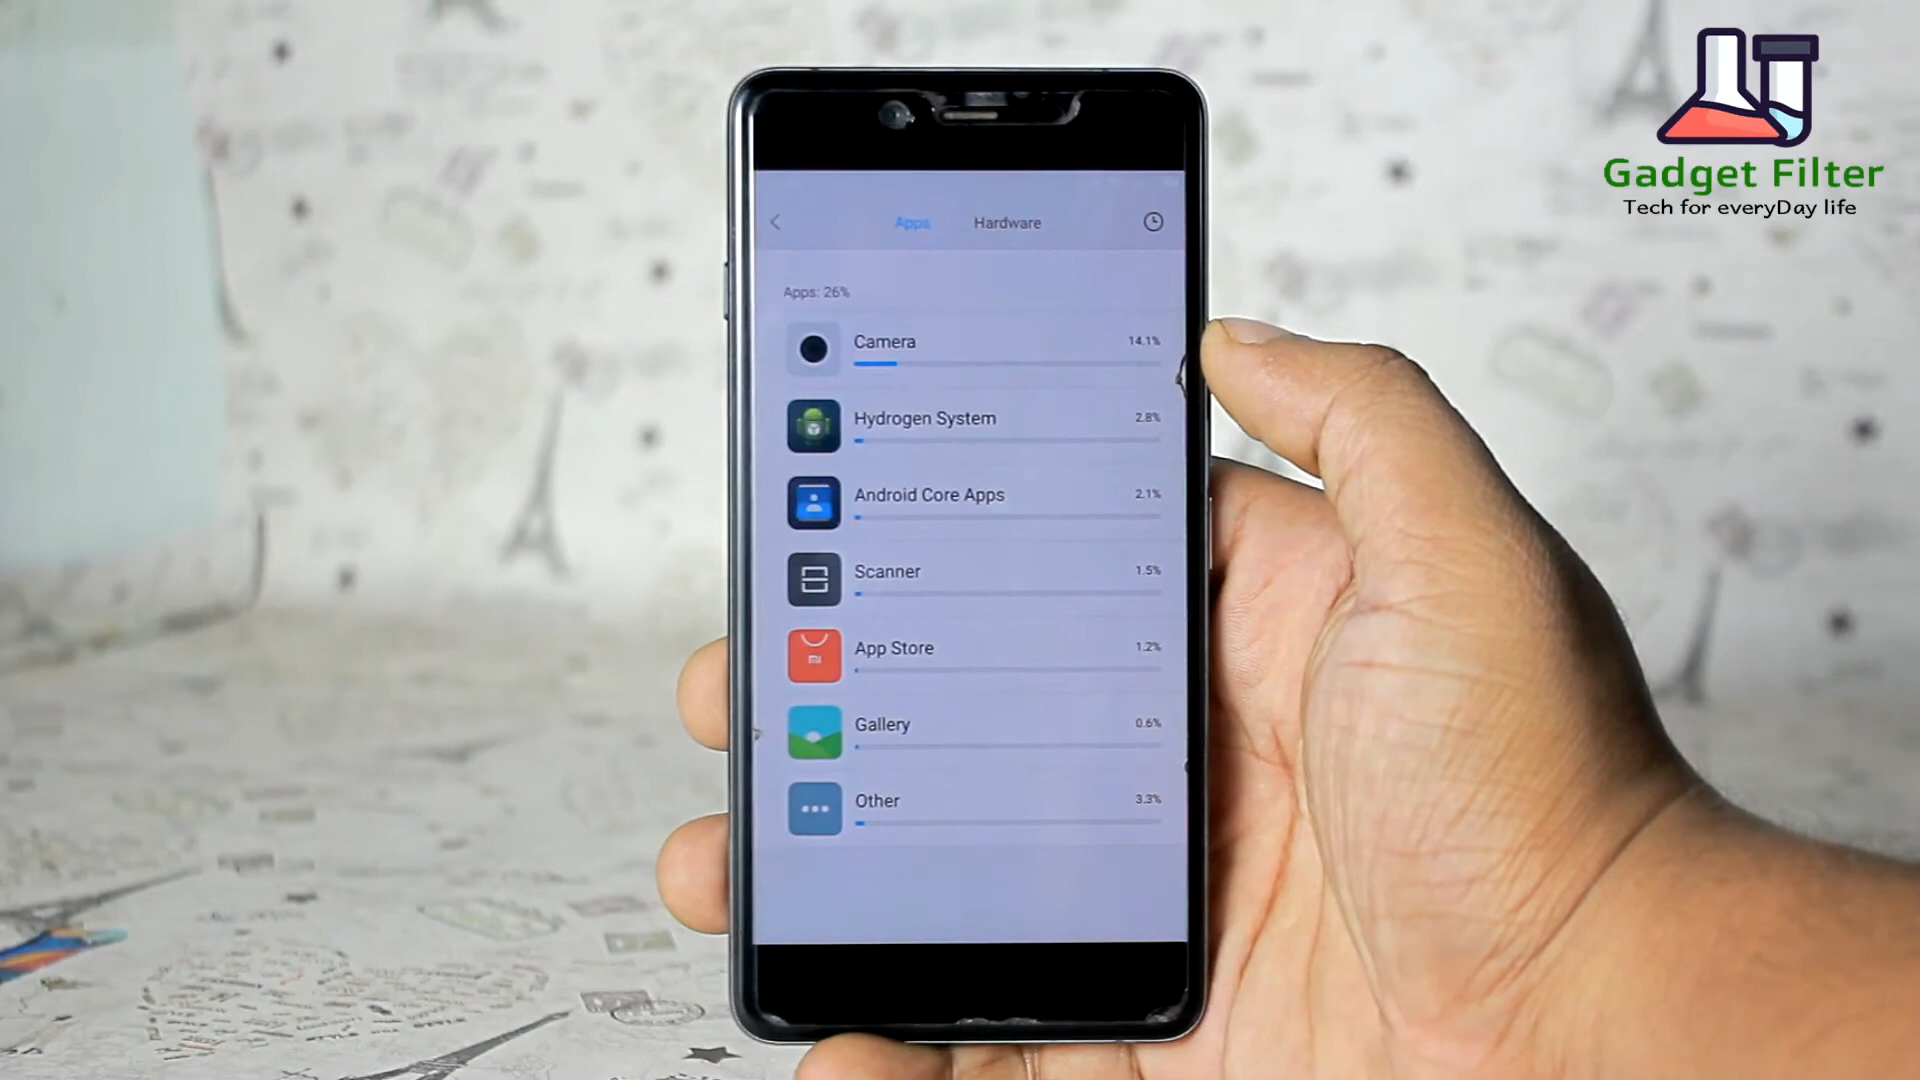 Gadget Filter
Tech for everyDay life
Apps Hardware
Apps: 26%
Camera 14.1%
Hydrogen System 2.8%
Android Core Apps 2.1%
Scanner 1.5%
App Store 1.2%
mi
Gallery 0.6%
Other 3.3%